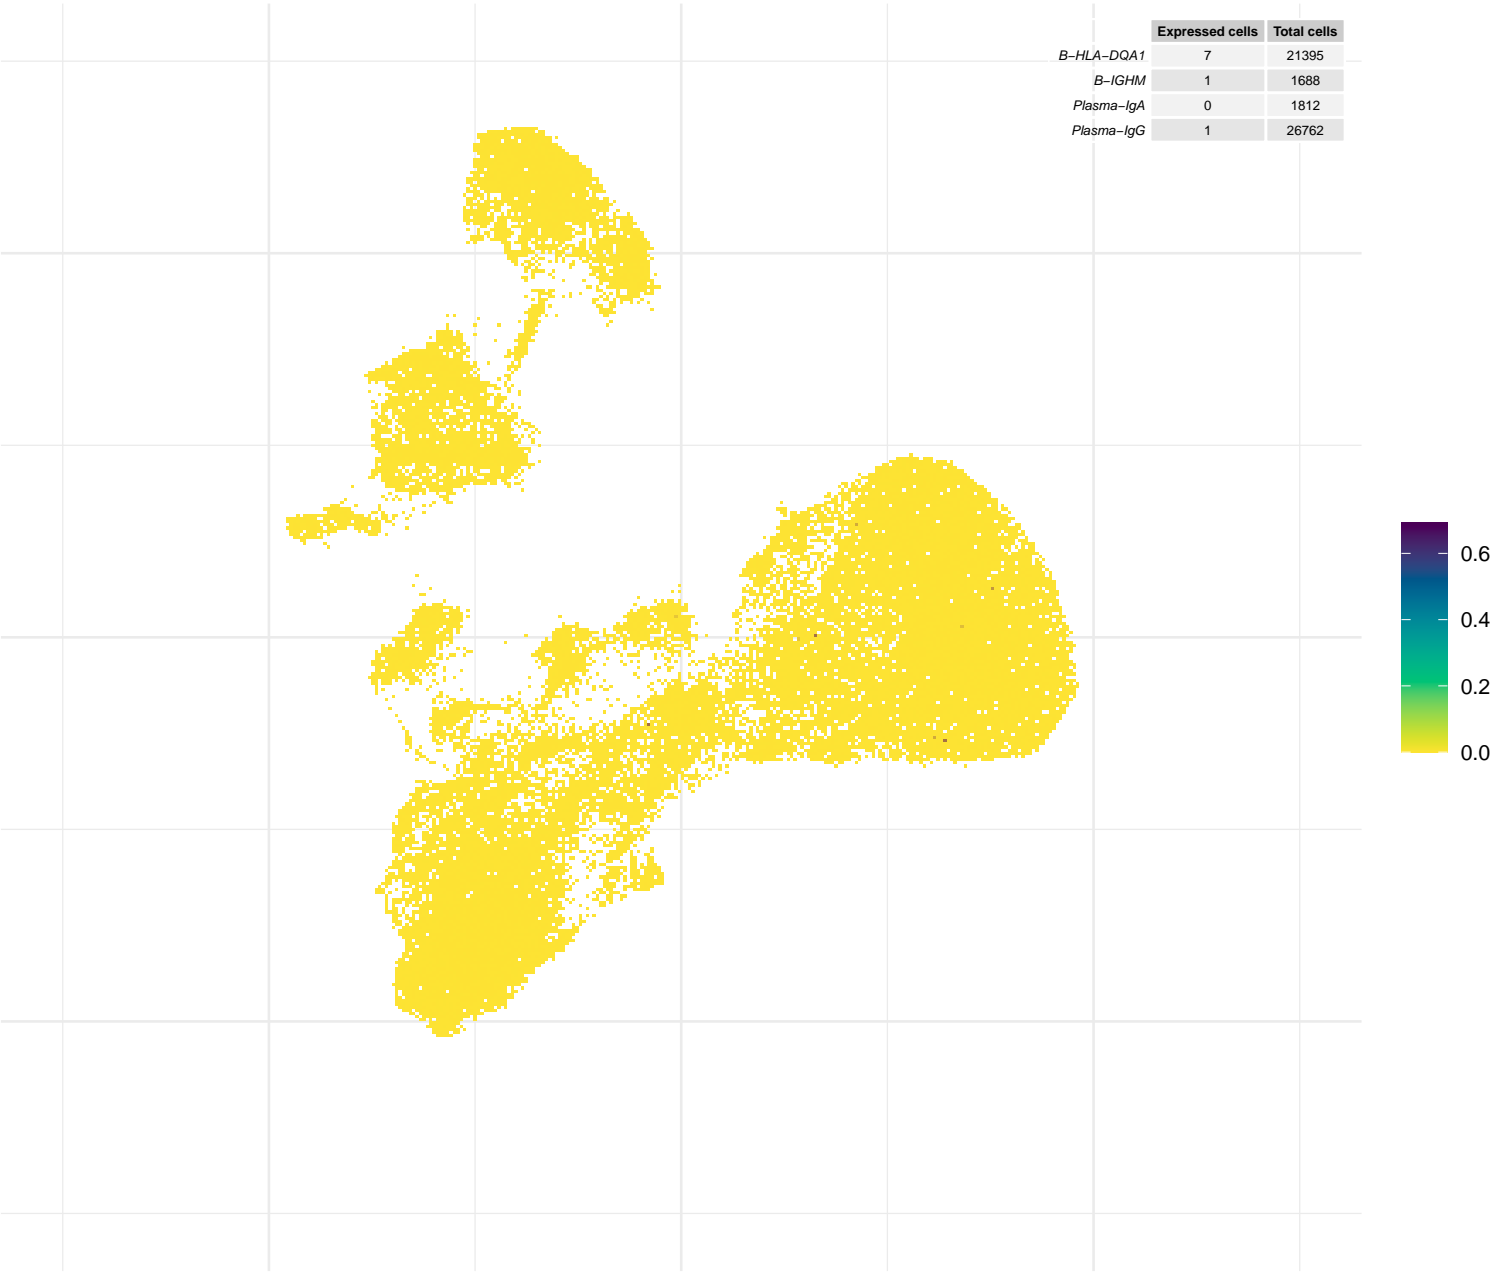 Expressed cells Total cells
B−HLA−DQA1 7 21395
B−IGHM 1 1688
Plasma−IgA 0 1812
Plasma−IgG 1 26762
0.6
0.4
0.2
0.0